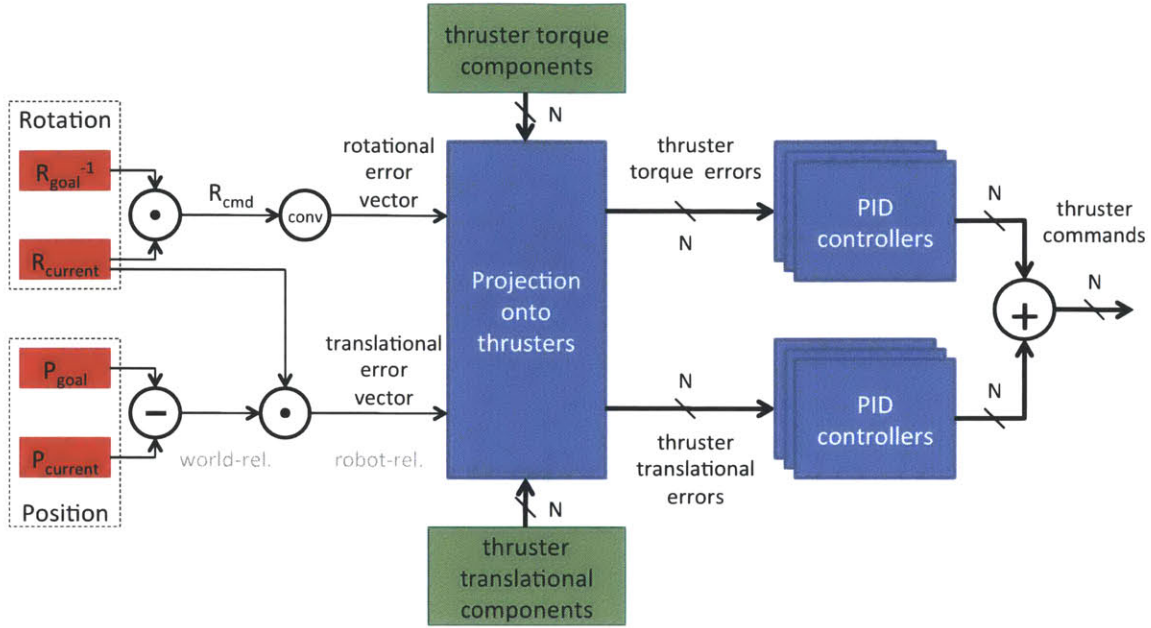 thruster torque
components
N
Rotation
R_goal^-1
R_current
R_cmd
conv
rotational
error
vector
thruster
torque errors
N
PID
controllers
N
thruster
commands
N
Projection
onto
thrusters
+
P_goal
P_current
−
world-rel.
translational
error
vector
robot-rel.
N
thruster
translational
errors
PID
controllers
N
Position
N
thruster
translational
components